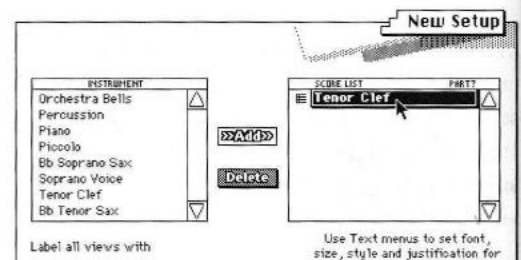 New Setup
INSTRUMENT
Orchestra Bells
Percussion
Piano
Piccolo
Bb Soprano Sax
Soprano Voice
Tenor Clef
Bb Tenor Sax
»Add»
Delete
SCORE LIST PART?
Tenor Clef
Label all views with
Use Text menus to set font,
size, style and justification for